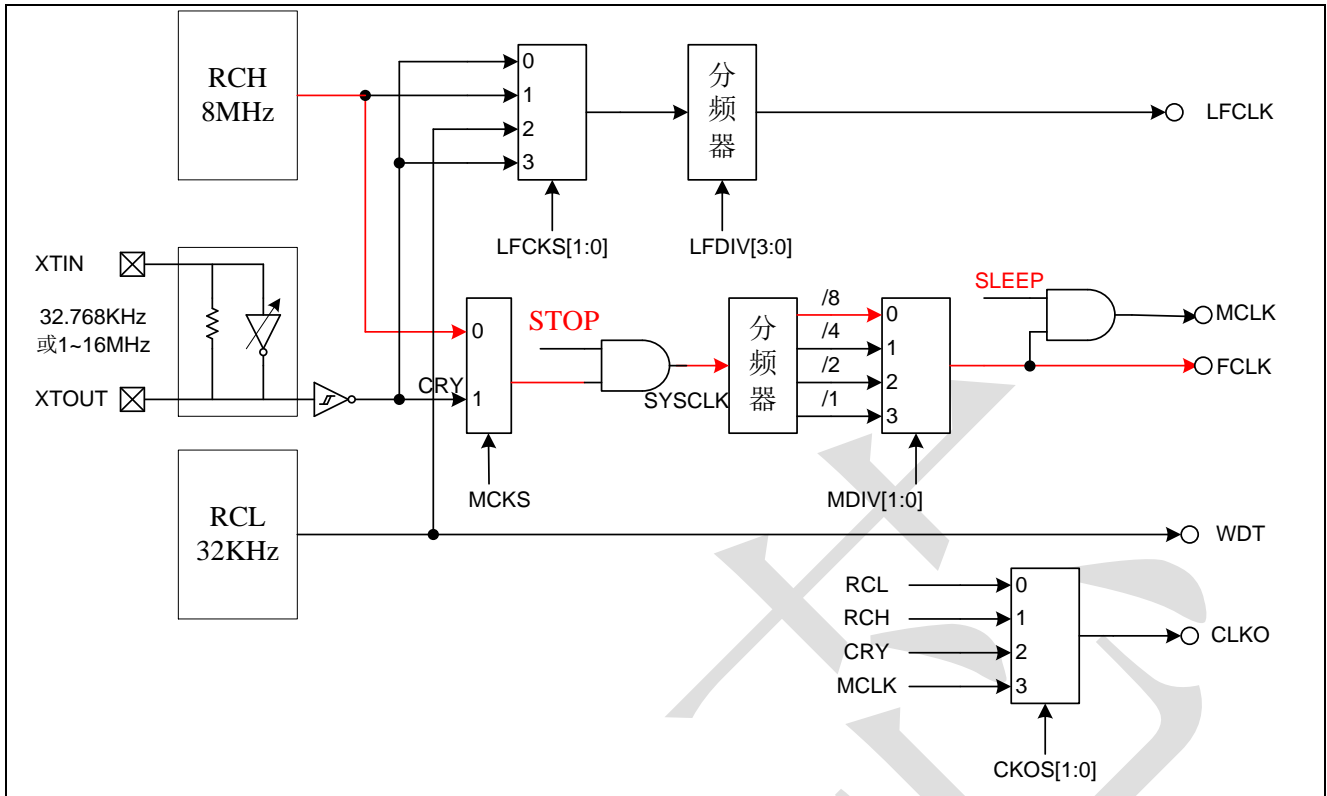 RCH
8MHz
0
1
2
3
分频器
LFCLK
LFCKS[1:0]
LFDIV[3:0]
XTIN
32.768KHz
或1~16MHz
XTOUT
CRY
0
1
MCKS
STOP
SYSCLK
分频器
/8
/4
/2
/1
0
1
2
3
MDIV[1:0]
SLEEP
MCLK
FCLK
RCL
32KHz
WDT
RCL
RCH
CRY
MCLK
0
1
2
3
CLKO
CKOS[1:0]